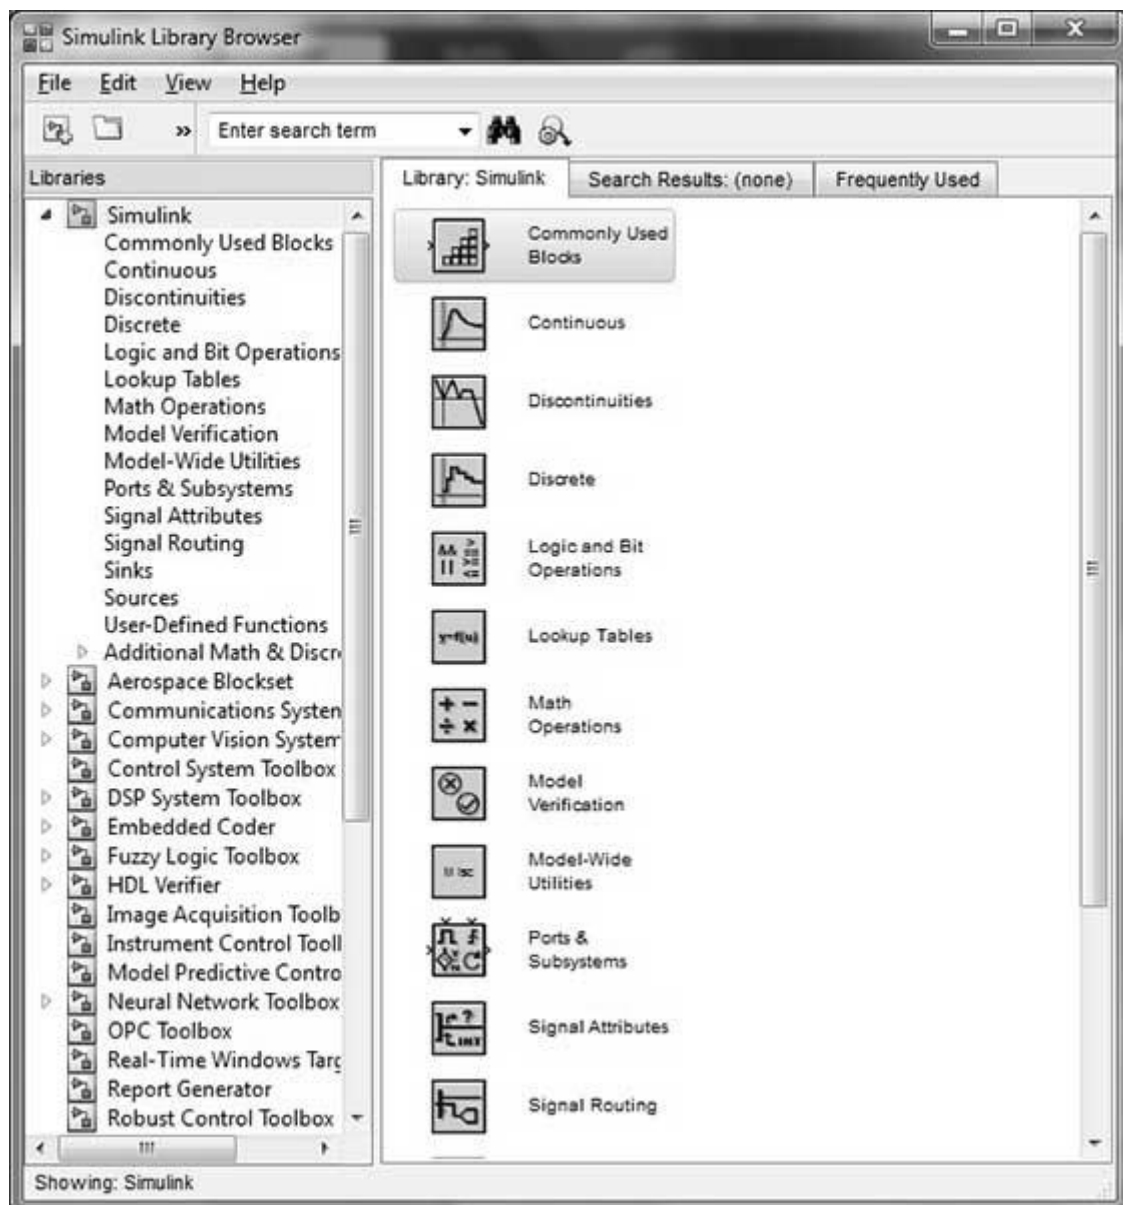 Simulink Library Browser
File Edit View Help
» Enter search term
Libraries
Simulink
Commonly Used Blocks
Continuous
Discontinuities
Discrete
Logic and Bit Operations
Lookup Tables
Math Operations
Model Verification
Model-Wide Utilities
Ports & Subsystems
Signal Attributes
Signal Routing
Sinks
Sources
User-Defined Functions
Additional Math & Discr
Aerospace Blockset
Communications System
Computer Vision System
Control System Toolbox
DSP System Toolbox
Embedded Coder
Fuzzy Logic Toolbox
HDL Verifier
Image Acquisition Toolb
Instrument Control Tooll
Model Predictive Contro
Neural Network Toolbox
OPC Toolbox
Real-Time Windows Targ
Report Generator
Robust Control Toolbox
Library: Simulink Search Results: (none) Frequently Used
Commonly Used
Blocks
Continuous
Discontinuities
Discrete
&& > ==
|| >= <=
Logic and Bit
Operations
y=f(u)
Lookup Tables
+ −
÷ ×
Math
Operations
Model
Verification
Misc
Model-Wide
Utilities
Ports &
Subsystems
?
INT
Signal Attributes
Signal Routing
Showing: Simulink